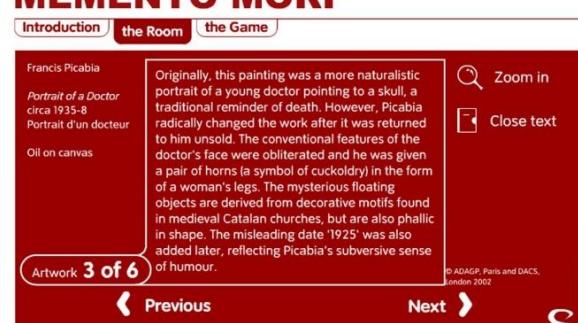 MEMENTO MORI
Introduction
the Room
the Game
Francis Picabia
Portrait of a Doctor
circa 1935-8
Portrait d'un docteur
Oil on canvas
Originally, this painting was a more naturalistic
portrait of a young doctor pointing to a skull, a
traditional reminder of death. However, Picabia
radically changed the work after it was returned
to him unsold. The conventional features of the
doctor's face were obliterated and he was given
a pair of horns (a symbol of cuckoldry) in the form
of a woman's legs. The mysterious floating
objects are derived from decorative motifs found
in medieval Catalan churches, but are also phallic
in shape. The misleading date '1925' was also
added later, reflecting Picabia's subversive sense
of humour.
Zoom in
Close text
Artwork 3 of 6
© ADAGP, Paris and DACS,
London 2002
Previous
Next